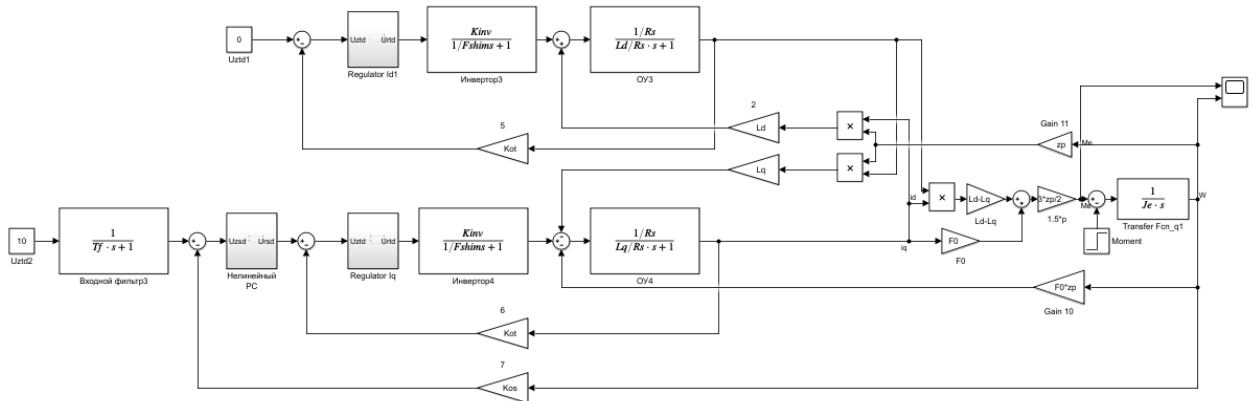 0
Uztd1
Uztd
Urtd
Regulator Id1
Kinv
1/Fshims + 1
Инвертор3
1/Rs
Ld/Rs · s + 1
ОУ3
2
Ld
×
5
Kot
Lq
×
Gain 11
zp
Me
10
Uztd2
1
Tf · s + 1
Входной фильтр3
Uzsd
Ursd
Нелинейный
РС
Uztd
Urtd
Regulator Iq
Kinv
1/Fshims + 1
Инвертор4
1/Rs
Lq/Rs · s + 1
ОУ4
id
×
Ld-Lq
Ld-Lq
3*zp/2
1.5*p
Me
1
Je · s
Transfer Fcn_q1
W
Moment
iq
F0
F0
F0*zp
Gain 10
6
Kot
7
Kos